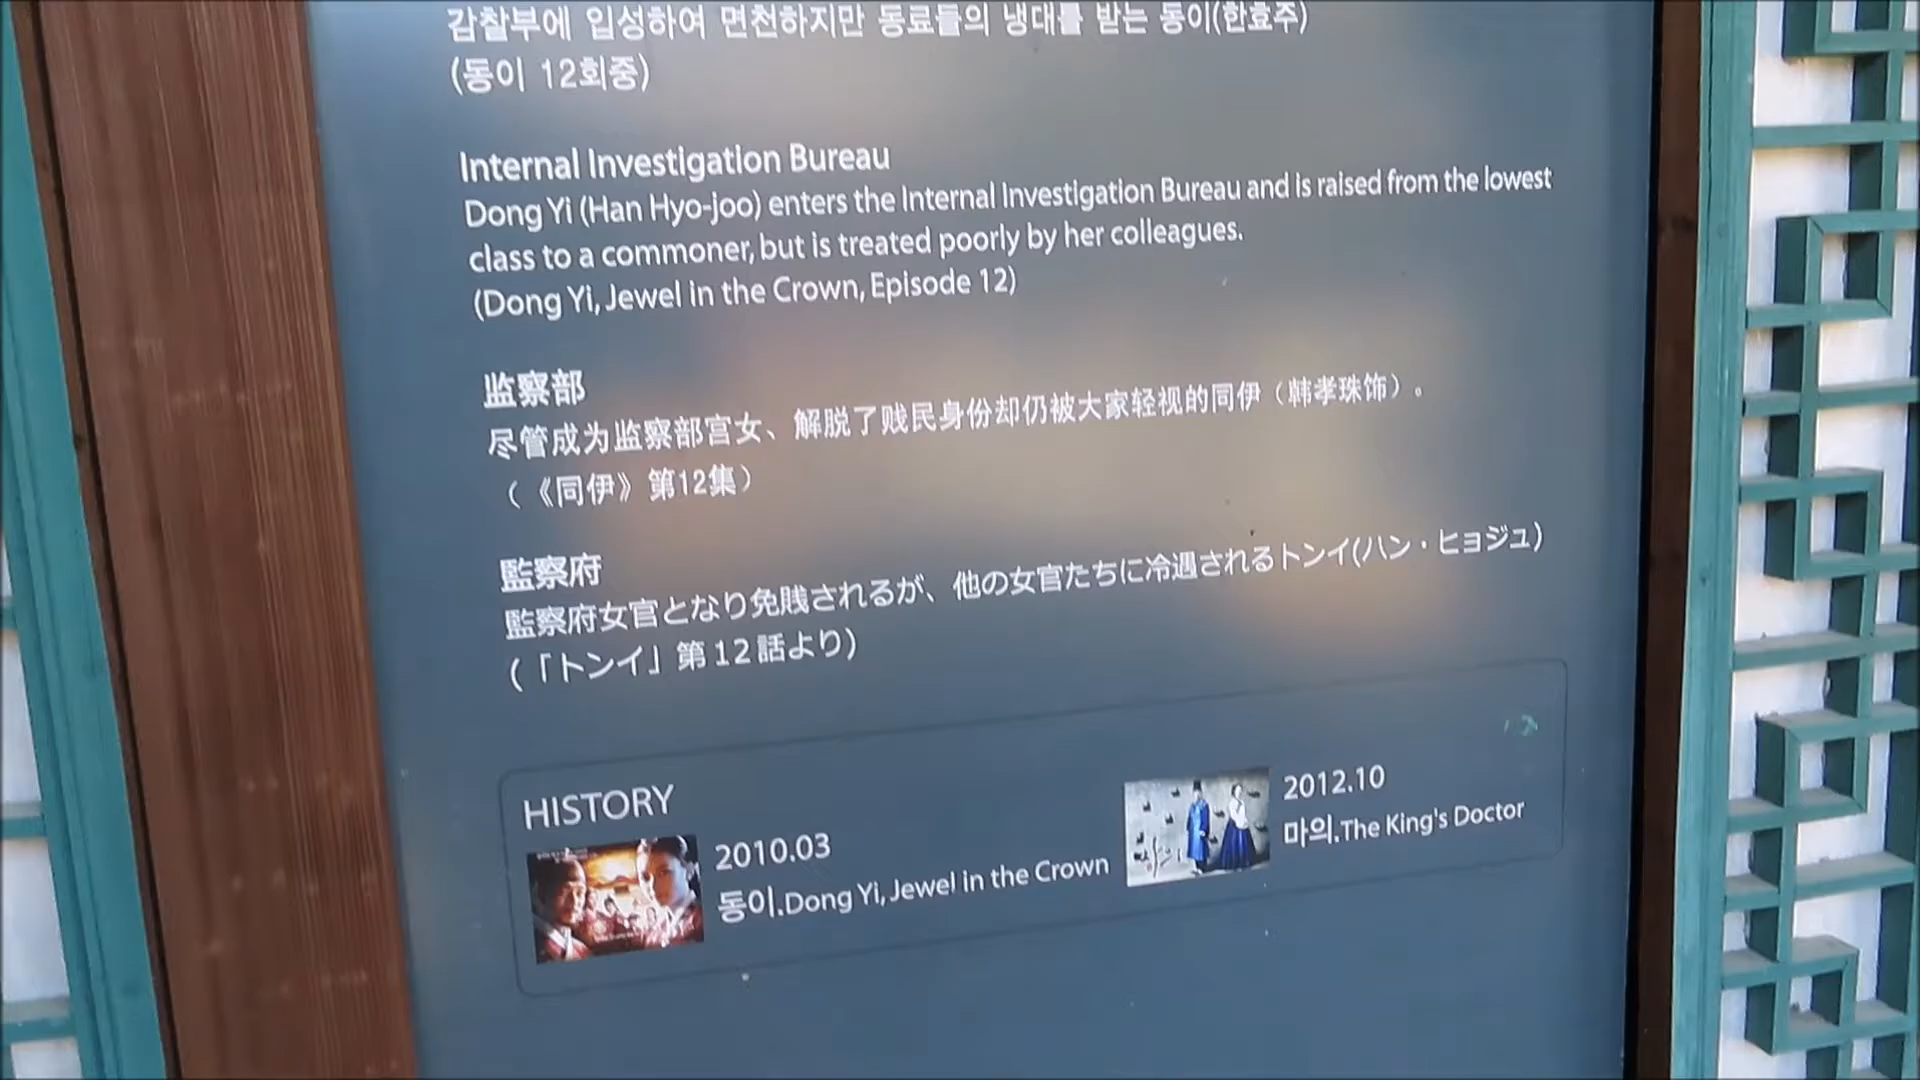 감찰부에 입성하여 면천하지만 동료들의 냉대를 받는 동이(한효주)
(동이 12회중)
Internal Investigation Bureau
Dong Yi (Han Hyo-joo) enters the Internal Investigation Bureau and is raised from the lowest
class to a commoner, but is treated poorly by her colleagues.
(Dong Yi, Jewel in the Crown, Episode 12)
监察部
尽管成为监察部宫女、解脱了贱民身份却仍被大家轻视的同伊（韩孝珠饰）。
（《同伊》第12集）
監察府
監察府女官となり免賎されるが、他の女官たちに冷遇されるトンイ(ハン・ヒョジュ)
(「トンイ」第12話より)
HISTORY
2010.03
동이.Dong Yi, Jewel in the Crown
2012.10
마의.The King's Doctor